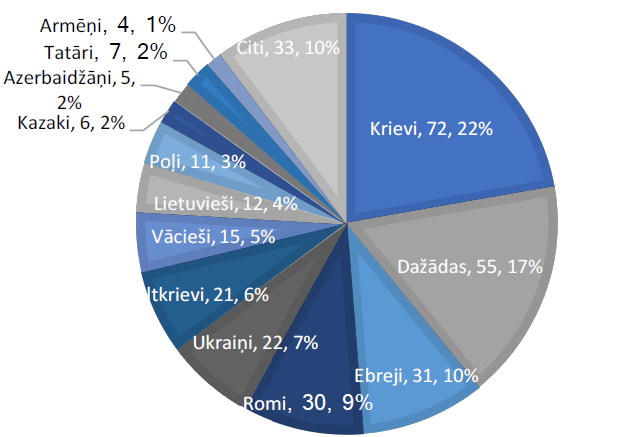 Armēņi, 4, 1%
Tatāri, 7, 2%
Azerbaidžāņi, 5,
2%
Kazaki, 6, 2%
Poļi, 11, 3%
Lietuvieši, 12, 4%
Vācieši, 15, 5%
ltkrievi, 21, 6%
Ukraiņi, 22, 7%
Romi, 30, 9%
Ebreji, 31, 10%
Dažādas, 55, 17%
Krievi, 72, 22%
Citi, 33, 10%